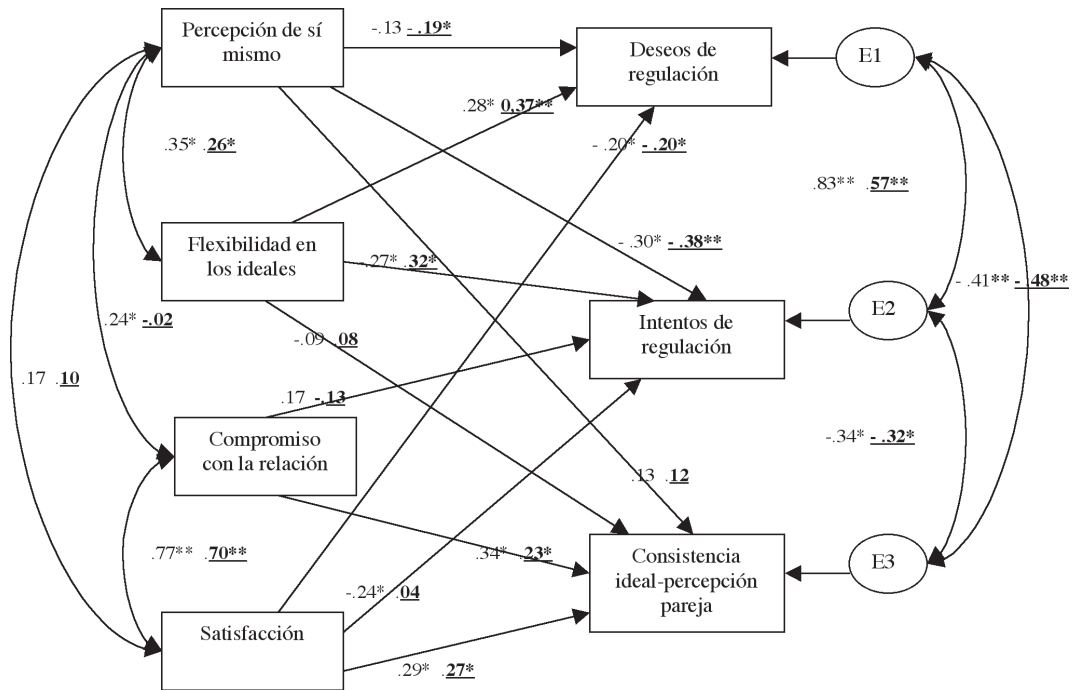 Percepción de sí
mismo
-.13 - .19*
Deseos de
regulación
E1
.28* 0,37**
.35* .26*
- .20* - .20*
.83** .57**
Flexibilidad en
los ideales
- .30* - .38**
.27* .32*
- .41** - .48**
E2
.24* -.02
Intentos de
regulación
-.09 .08
.17 .10
.17 -.13
Compromiso
con la relación
-.34* - .32*
.13 .12
.77** .70**
.34* .23*
Consistencia
ideal-percepción
pareja
E3
-.24* .04
Satisfacción
.29* .27*